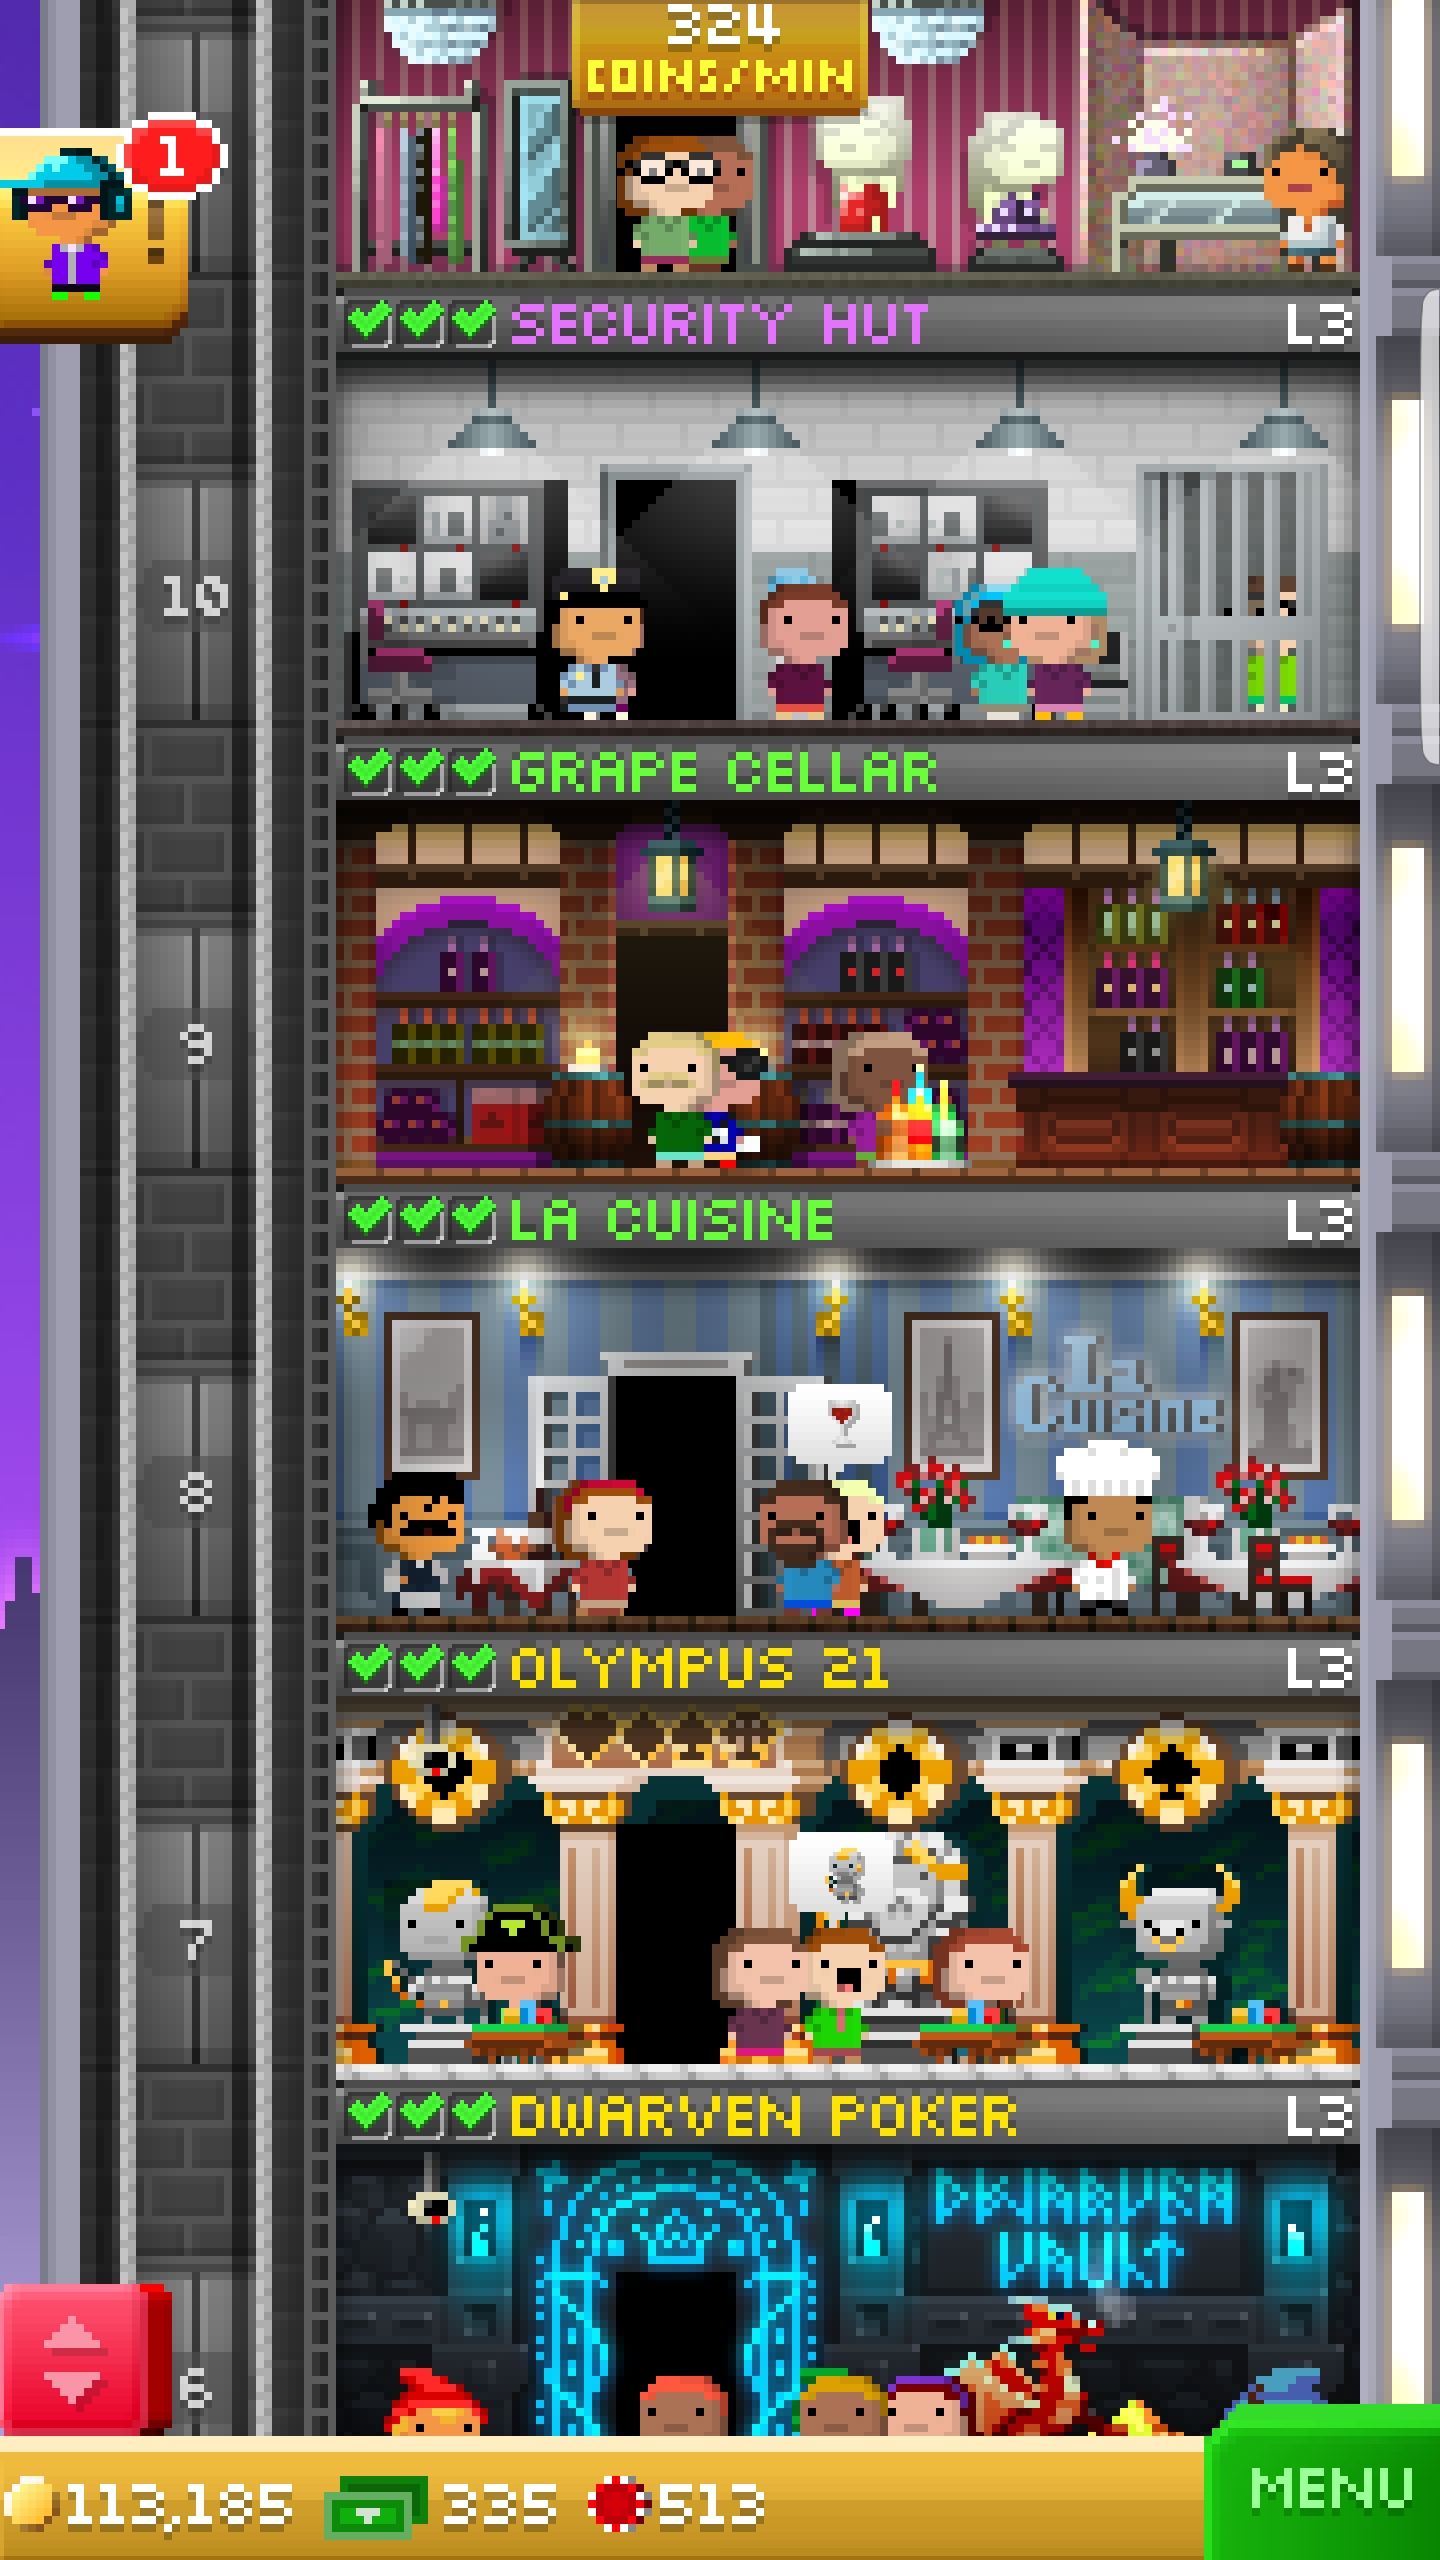 324
COINS/MIN
1
SECURITY HUT L3
10
GRAPE CELLAR L3
9
LA CUISINE L3
La
Cuisine
8
OLYMPUS 21 L3
7
DWARVEN POKER L3
DWARVEN
VAULT
6
113,185 335 513
MENU